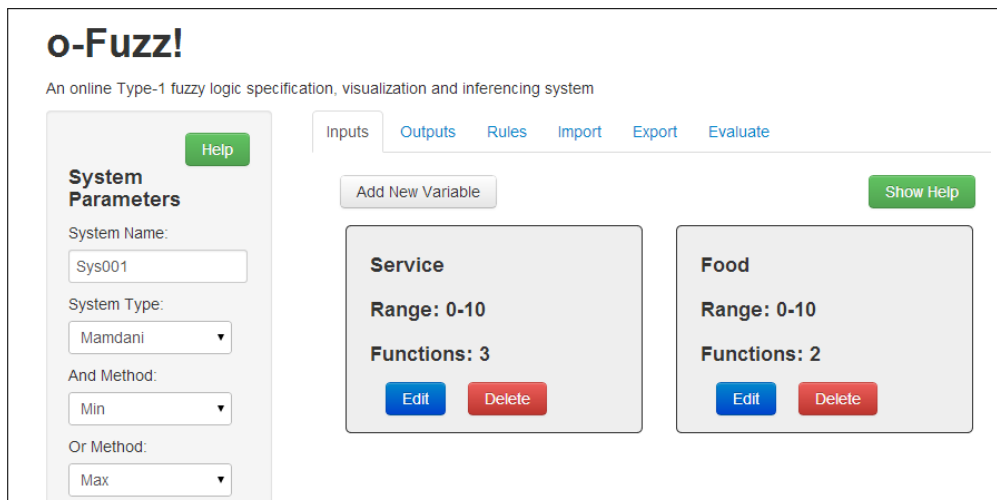 o-Fuzz!
An online Type-1 fuzzy logic specification, visualization and inferencing system
Help
System
Parameters
System Name:
Sys001
System Type:
Mamdani
And Method:
Min
Or Method:
Max
Inputs Outputs Rules Import Export Evaluate
Add New Variable
Show Help
Service
Range: 0-10
Functions: 3
Edit Delete
Food
Range: 0-10
Functions: 2
Edit Delete